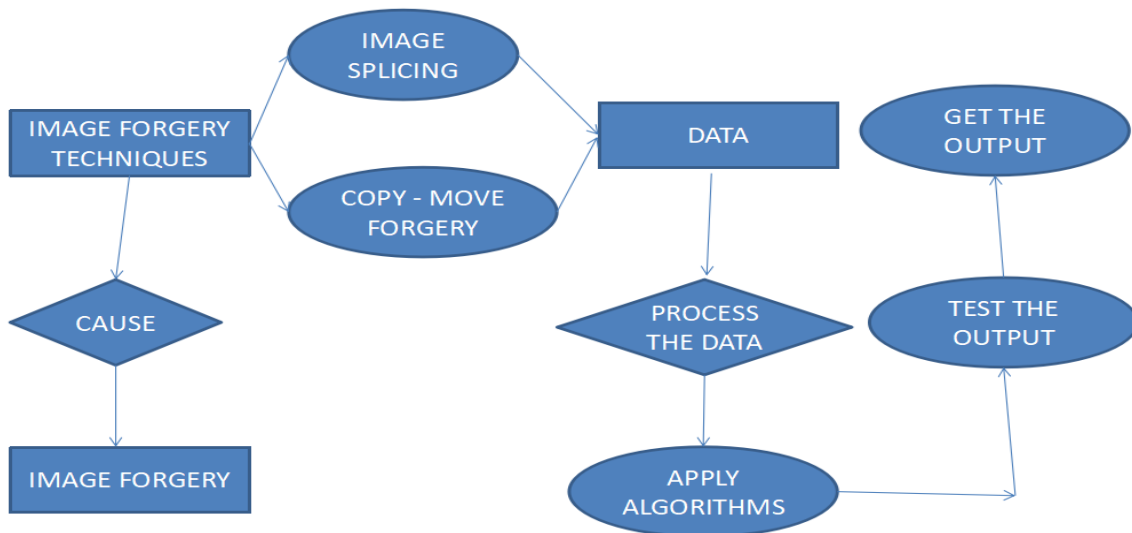 IMAGE
SPLICING
IMAGE FORGERY
TECHNIQUES
DATA
GET THE
OUTPUT
COPY - MOVE
FORGERY
CAUSE
PROCESS
THE DATA
TEST THE
OUTPUT
IMAGE FORGERY
APPLY
ALGORITHMS